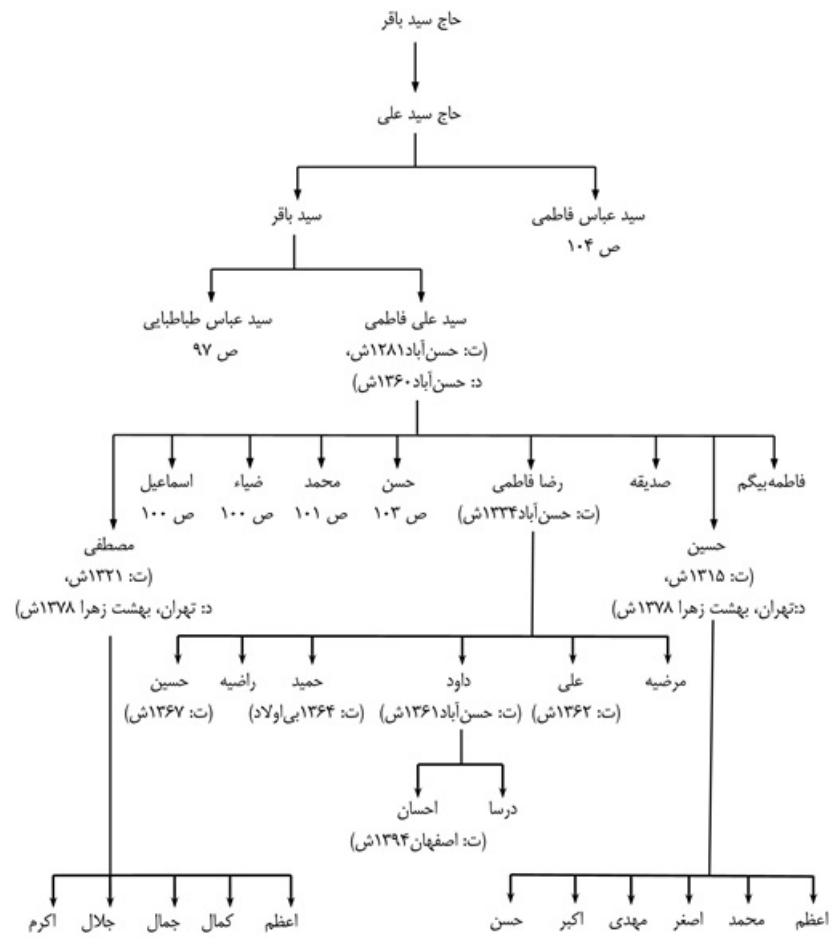 حاج سید باقر
حاج سید علی
سید عباس فاطمی
ص ۱۰۴
سید باقر
سید علی فاطمی
(ت: حسن‌آباد۱۲۸۱ش،
د: حسن‌آباد۱۳۶۰ش)
سید عباس طباطبایی
ص ۹۷
فاطمه‌بیگم
صدیقه
رضا فاطمی
(ت: حسن‌آباد۱۳۳۴ش)
حسن
ص ۱۰۳
محمد
ص ۱۰۱
ضیاء
ص ۱۰۰
اسماعیل
ص ۱۰۰
حسین
(ت: ۱۳۱۵ش،
د:تهران، بهشت زهرا ۱۳۷۸ش)
مصطفی
(ت: ۱۳۲۱ش،
د: تهران، بهشت زهرا ۱۳۷۸ش)
مرضیه
علی
(ت: ۱۳۶۲ش)
داود
(ت: حسن‌آباد۱۳۶۱ش)
حمید
(ت: ۱۳۶۴بی‌اولاد)
راضیه
حسین
(ت: ۱۳۶۷ش)
درسا
احسان
(ت: اصفهان۱۳۹۴ش)
اعظم
محمد
اصغر
مهدی
اکبر
حسن
اعظم
کمال
جمال
جلال
اکرم